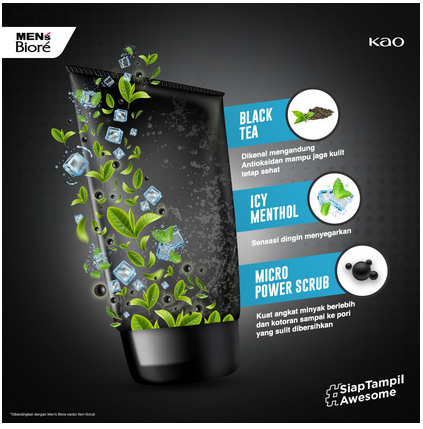 MEN's
Bioré
Kao
BLACK
TEA
Dikenal mengandung
Antioksidan mampu jaga kulit
tetap sehat
ICY
MENTHOL
Sensasi dingin menyegarkan
MICRO
POWER SCRUB
Kuat angkat minyak berlebih
dan kotoran sampai ke pori
yang sulit dibersihkan
#SiapTampil
Awesome
*Dibandingkan dengan Men's Biore varian Non-Scrub